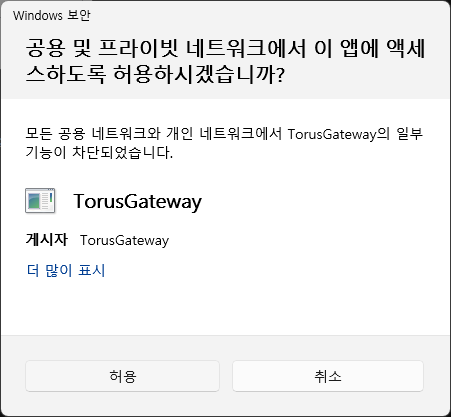 Windows 보안
공용 및 프라이빗 네트워크에서 이 앱에 액세
스하도록 허용하시겠습니까?
모든 공용 네트워크와 개인 네트워크에서 TorusGateway의 일부
기능이 차단되었습니다.
TorusGateway
게시자 TorusGateway
더 많이 표시
허용 취소